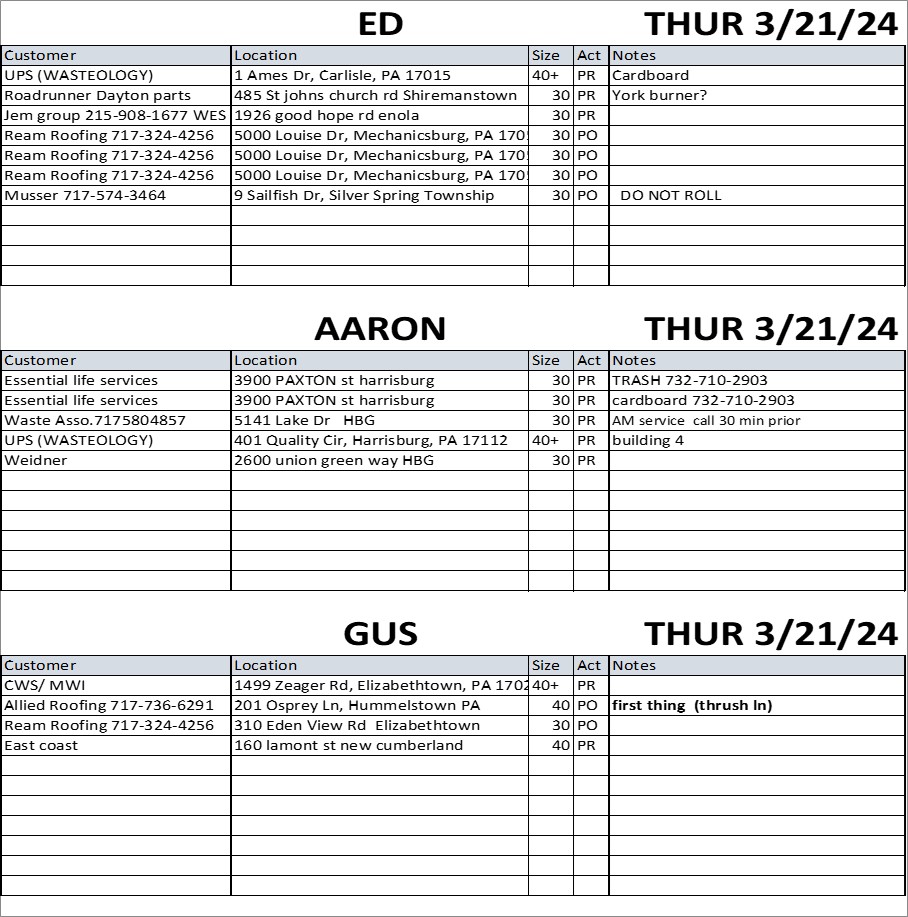 ED THUR 3/21/24
Customer Location Size Act Notes
UPS (WASTEOLOGY) 1 Ames Dr, Carlisle, PA 17015 40+ PR Cardboard
Roadrunner Dayton parts 485 St johns church rd Shiremanstown 30 PR York burner?
Jem group 215-908-1677 WES 1926 good hope rd enola 30 PR
Ream Roofing 717-324-4256 5000 Louise Dr, Mechanicsburg, PA 170 30 PO
Ream Roofing 717-324-4256 5000 Louise Dr, Mechanicsburg, PA 170 30 PO
Ream Roofing 717-324-4256 5000 Louise Dr, Mechanicsburg, PA 170 30 PO
Musser 717-574-3464 9 Sailfish Dr, Silver Spring Township 30 PO DO NOT ROLL
AARON THUR 3/21/24
Customer Location Size Act Notes
Essential life services 3900 PAXTON st harrisburg 30 PR TRASH 732-710-2903
Essential life services 3900 PAXTON st harrisburg 30 PR cardboard 732-710-2903
Waste Asso.7175804857 5141 Lake Dr HBG 30 PR AM service call 30 min prior
UPS (WASTEOLOGY) 401 Quality Cir, Harrisburg, PA 17112 40+ PR building 4
Weidner 2600 union green way HBG 30 PR
GUS THUR 3/21/24
Customer Location Size Act Notes
CWS/ MWI 1499 Zeager Rd, Elizabethtown, PA 1702 40+ PR
Allied Roofing 717-736-6291 201 Osprey Ln, Hummelstown PA 40 PO first thing (thrush ln)
Ream Roofing 717-324-4256 310 Eden View Rd Elizabethtown 30 PO
East coast 160 lamont st new cumberland 40 PR